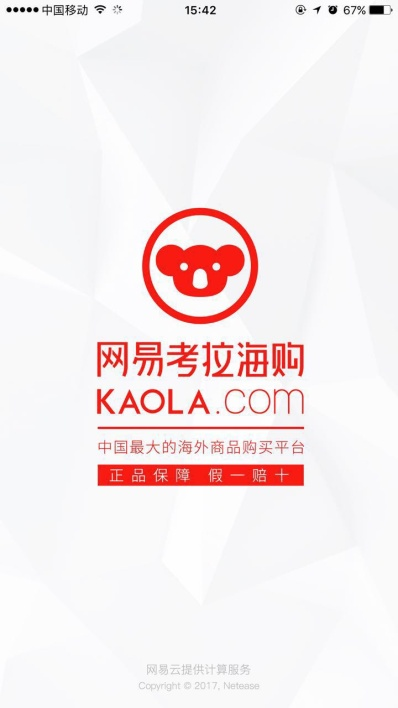 中国移动 15:42 67%
网易考拉海购
KAOLA.com
中国最大的海外商品购买平台
正品保障 假一赔十
网易云提供计算服务
Copyright © 2017, Netease